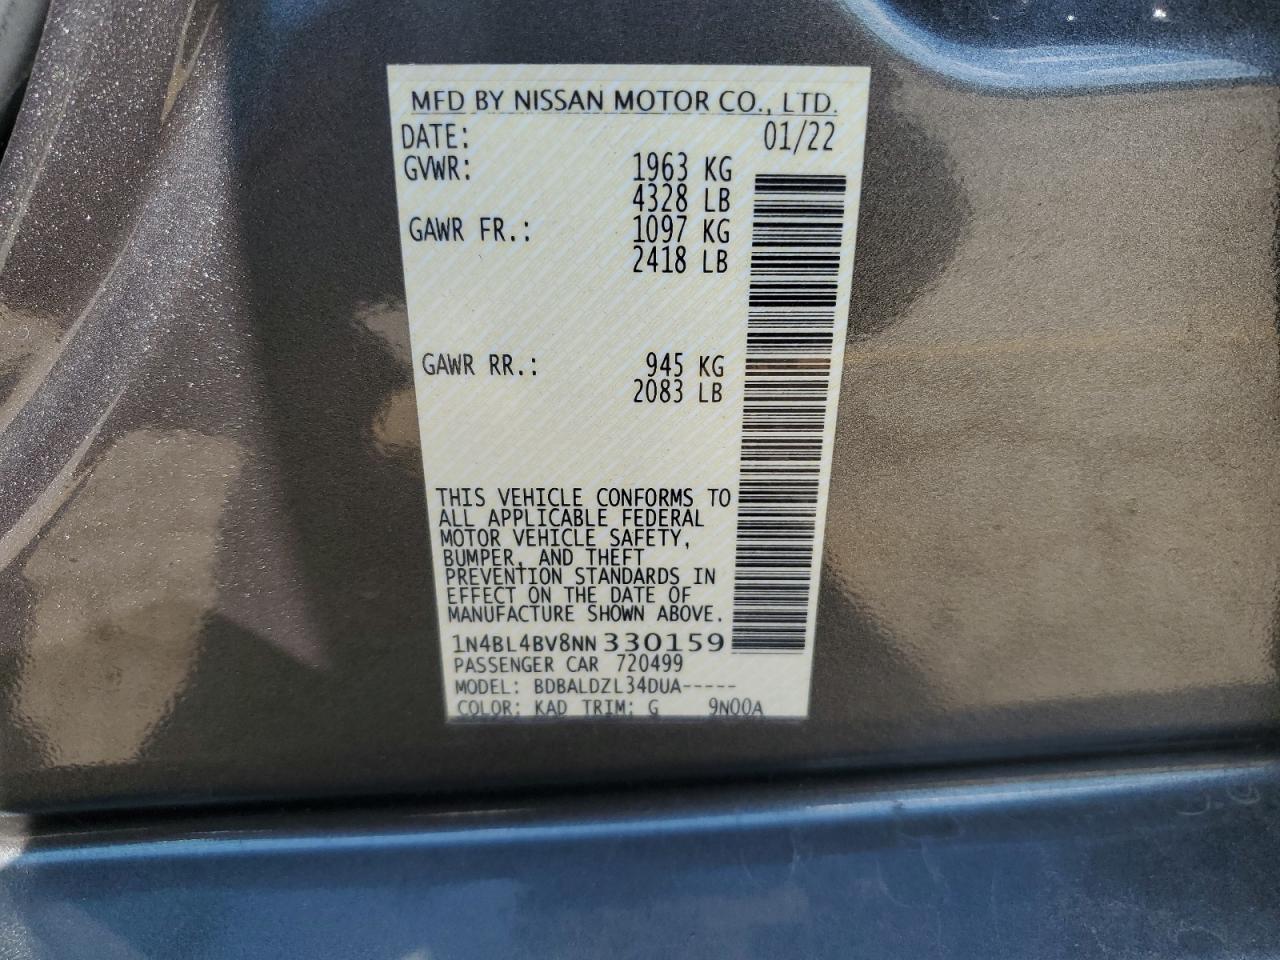 MFD BY NISSAN MOTOR CO., LTD.
DATE: 01/22
GVWR: 1963 KG
4328 LB
GAWR FR.: 1097 KG
2418 LB
GAWR RR.: 945 KG
2083 LB
THIS VEHICLE CONFORMS TO
ALL APPLICABLE FEDERAL
MOTOR VEHICLE SAFETY,
BUMPER, AND THEFT
PREVENTION STANDARDS IN
EFFECT ON THE DATE OF
MANUFACTURE SHOWN ABOVE.
1N4BL4BV8NN330159
PASSENGER CAR 720499
MODEL: BDBALDZL34DUA-----
COLOR: KAD TRIM: G 9N00A